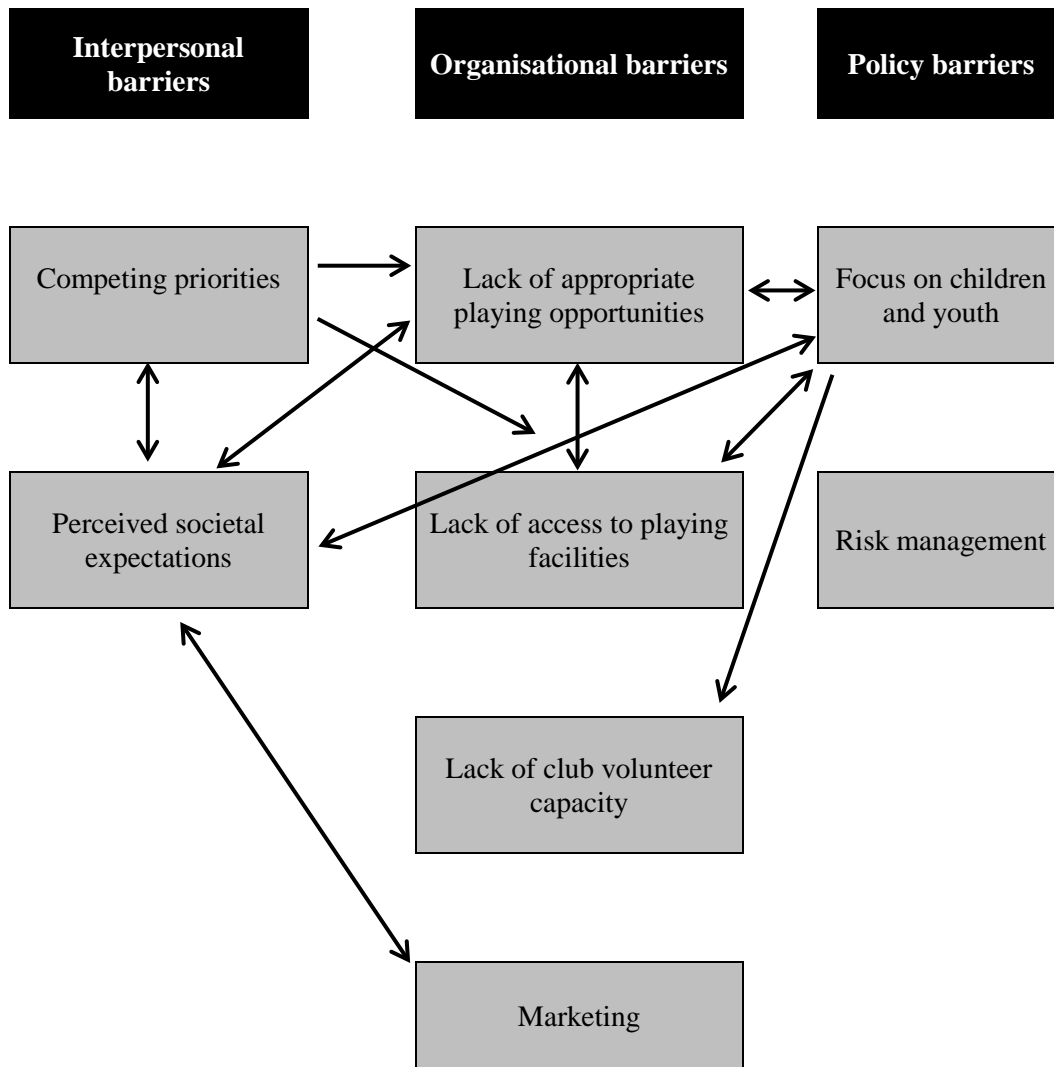 Interpersonal
barriers
Organisational barriers
Policy barriers
Competing priorities
Lack of appropriate
playing opportunities
Focus on children
and youth
Perceived societal
expectations
Lack of access to playing
facilities
Risk management
Lack of club volunteer
capacity
Marketing